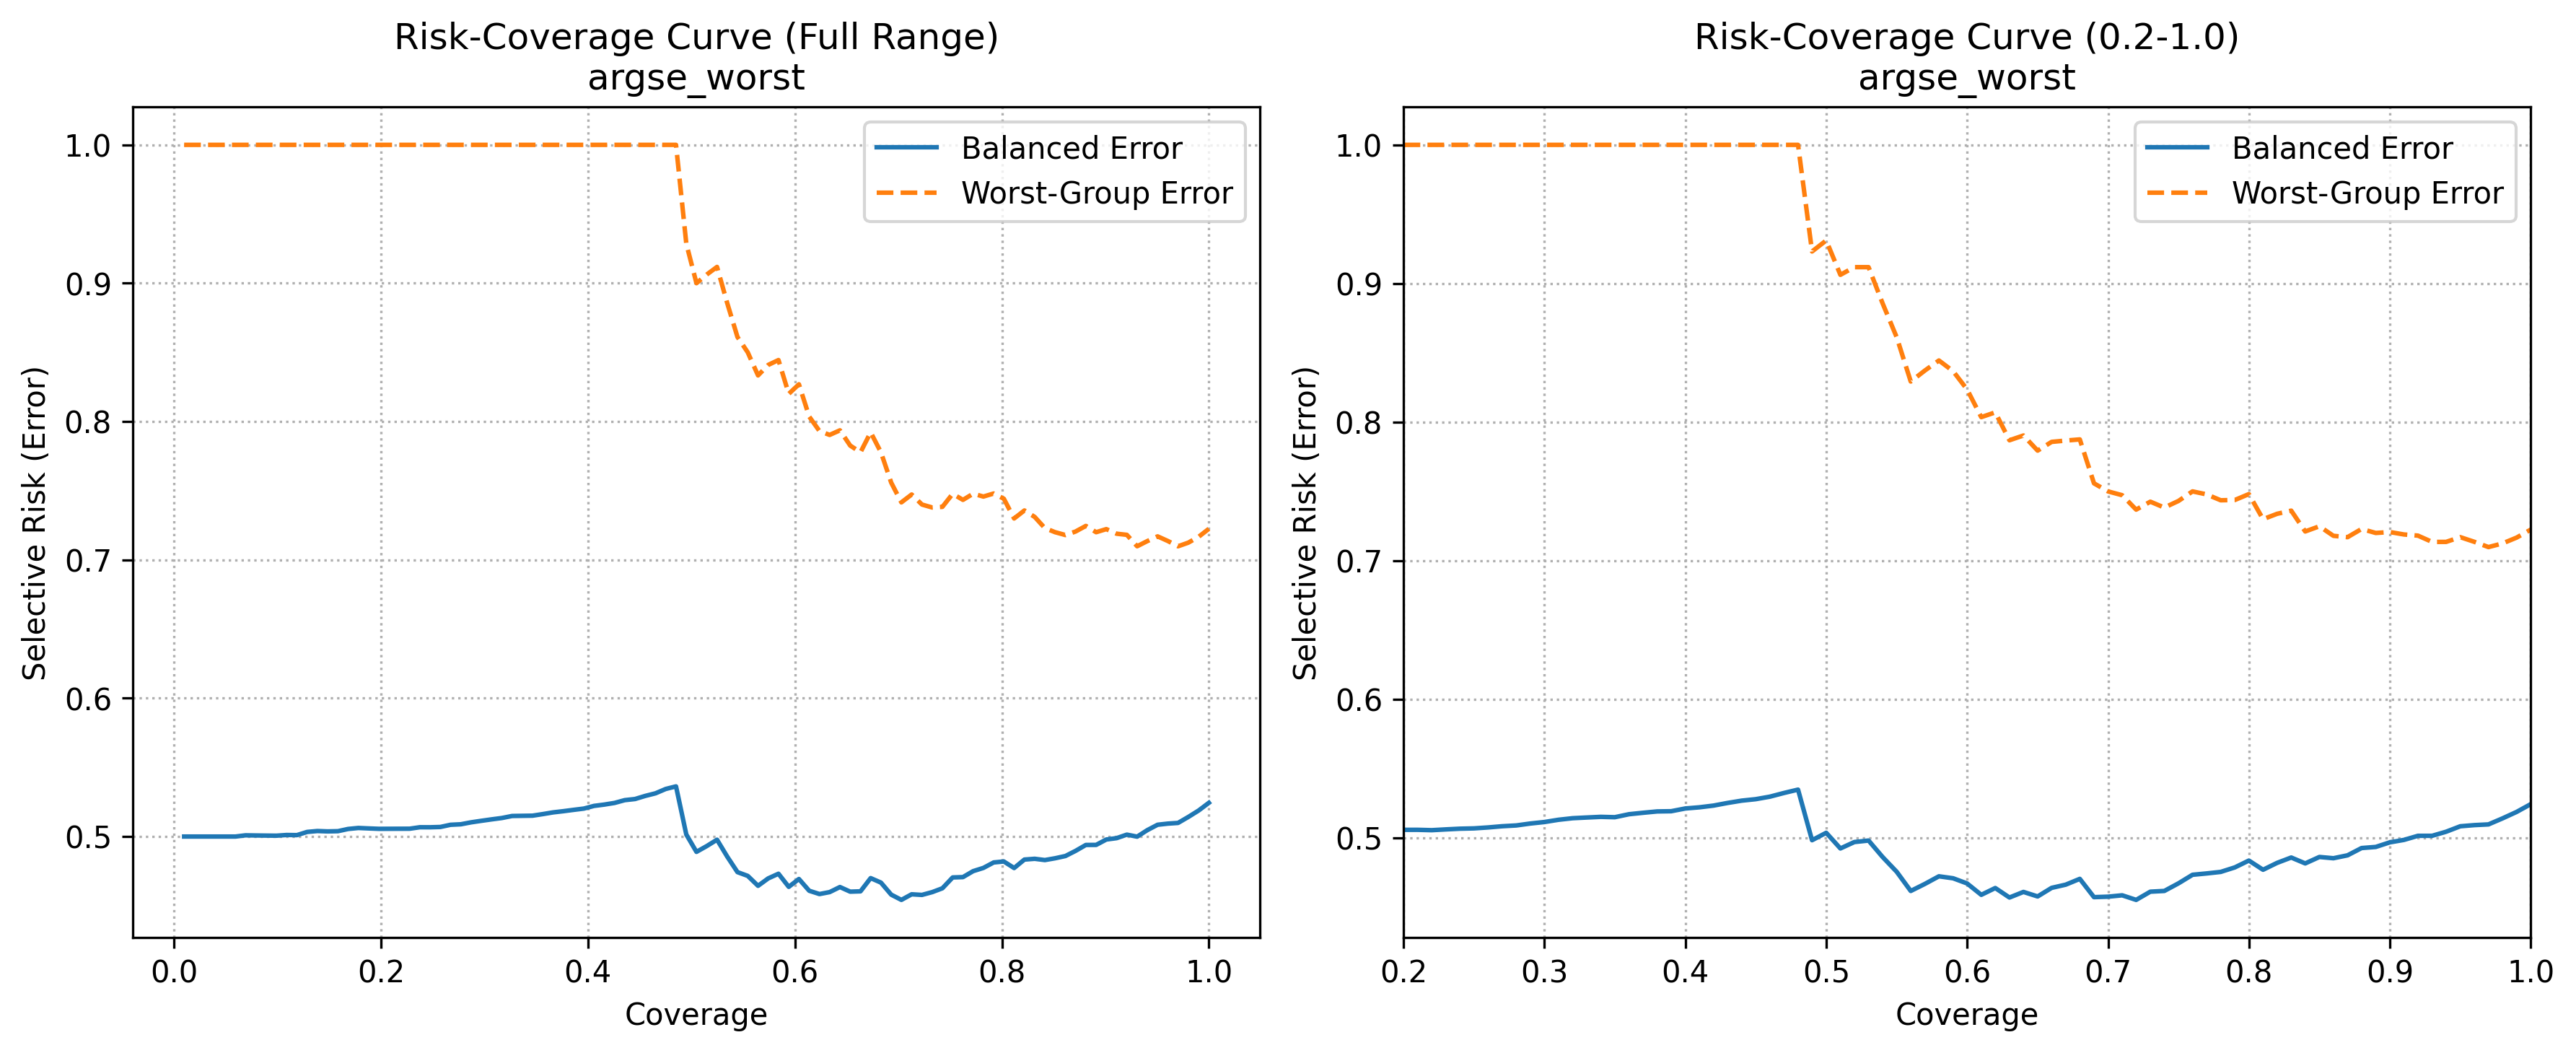 Risk-Coverage Curve (Full Range)
argse_worst
Balanced Error
Worst-Group Error
Selective Risk (Error)
1.0
0.9
0.8
0.7
0.6
0.5
0.0
0.2
0.4
0.6
0.8
1.0
Coverage
Risk-Coverage Curve (0.2-1.0)
argse_worst
Balanced Error
Worst-Group Error
Selective Risk (Error)
1.0
0.9
0.8
0.7
0.6
0.5
0.2
0.3
0.4
0.5
0.6
0.7
0.8
0.9
1.0
Coverage